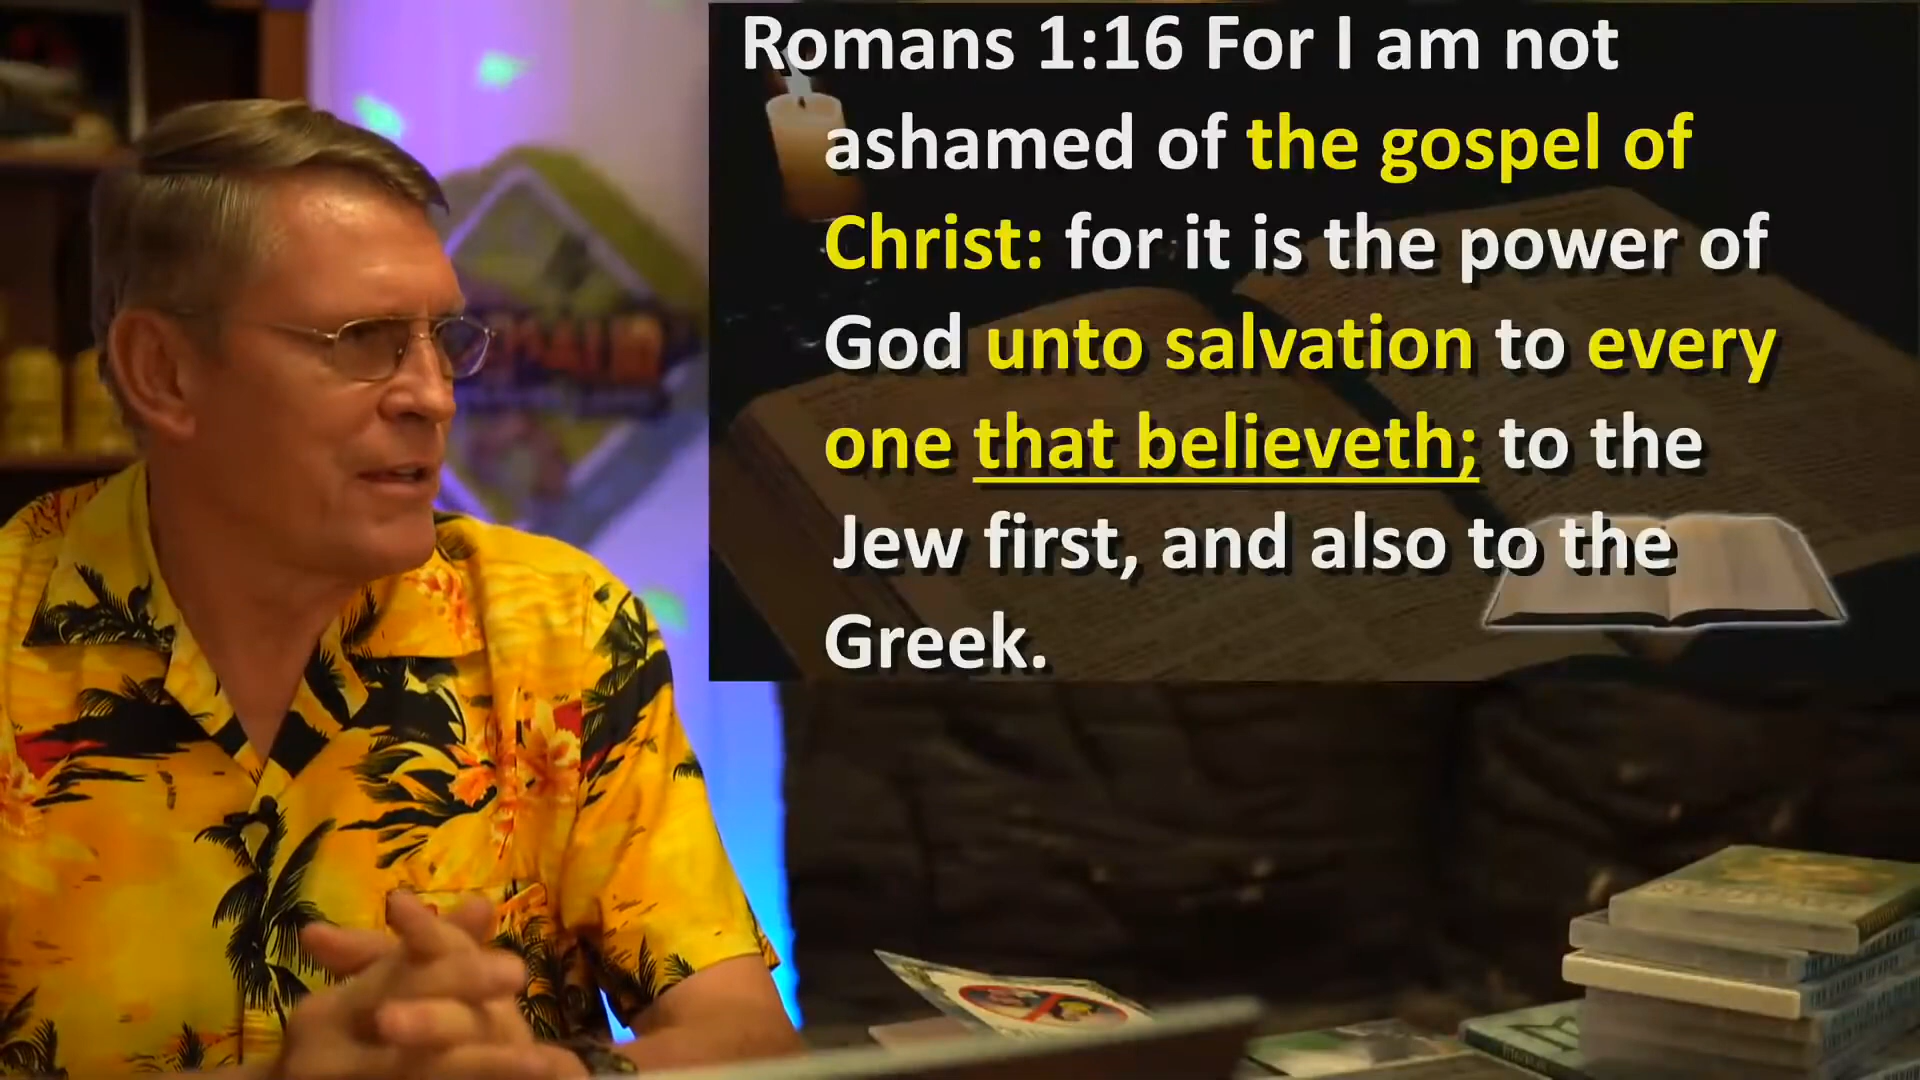 Romans 1:16 For I am not
ashamed of the gospel of
Christ: for it is the power of
God unto salvation to every
one that believeth; to the
Jew first, and also to the
Greek.